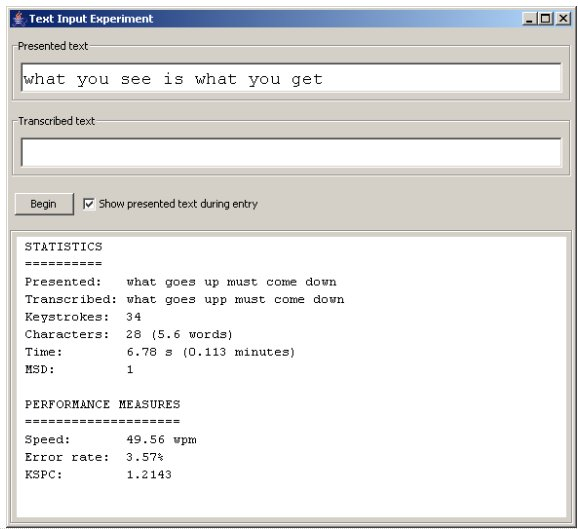 Text Input Experiment
Presented text
what you see is what you get
Transcribed text
Begin
Show presented text during entry
STATISTICS
==========
Presented: what goes up must come down
Transcribed: what goes upp must come down
Keystrokes: 34
Characters: 28 (5.6 words)
Time: 6.78 s (0.113 minutes)
MSD: 1
PERFORMANCE MEASURES
====================
Speed: 49.56 wpm
Error rate: 3.57%
KSPC: 1.2143